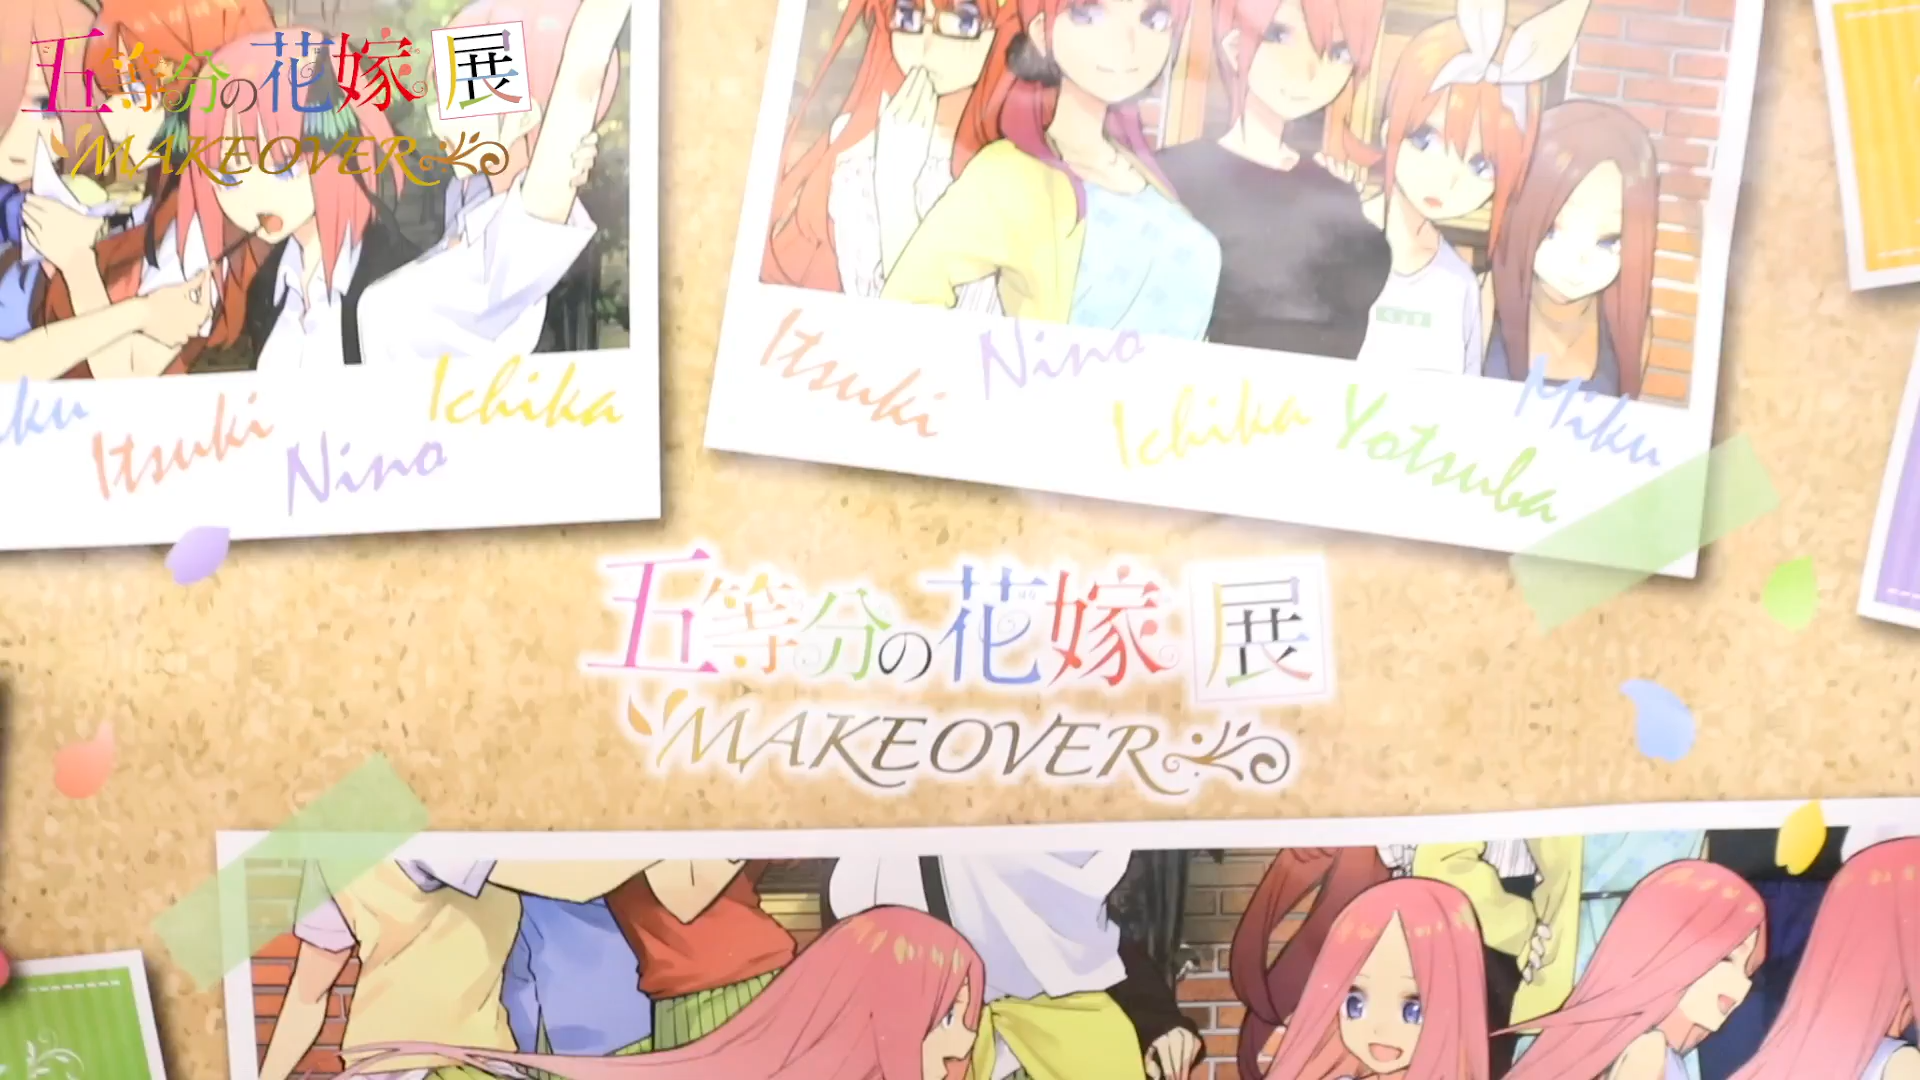 五等分の花嫁 展
MAKEOVER
Itsuki
Nino
Ichika
Itsuki
Nino
Ichika
Yotsuba
Miku
五等分の花嫁 展
MAKEOVER